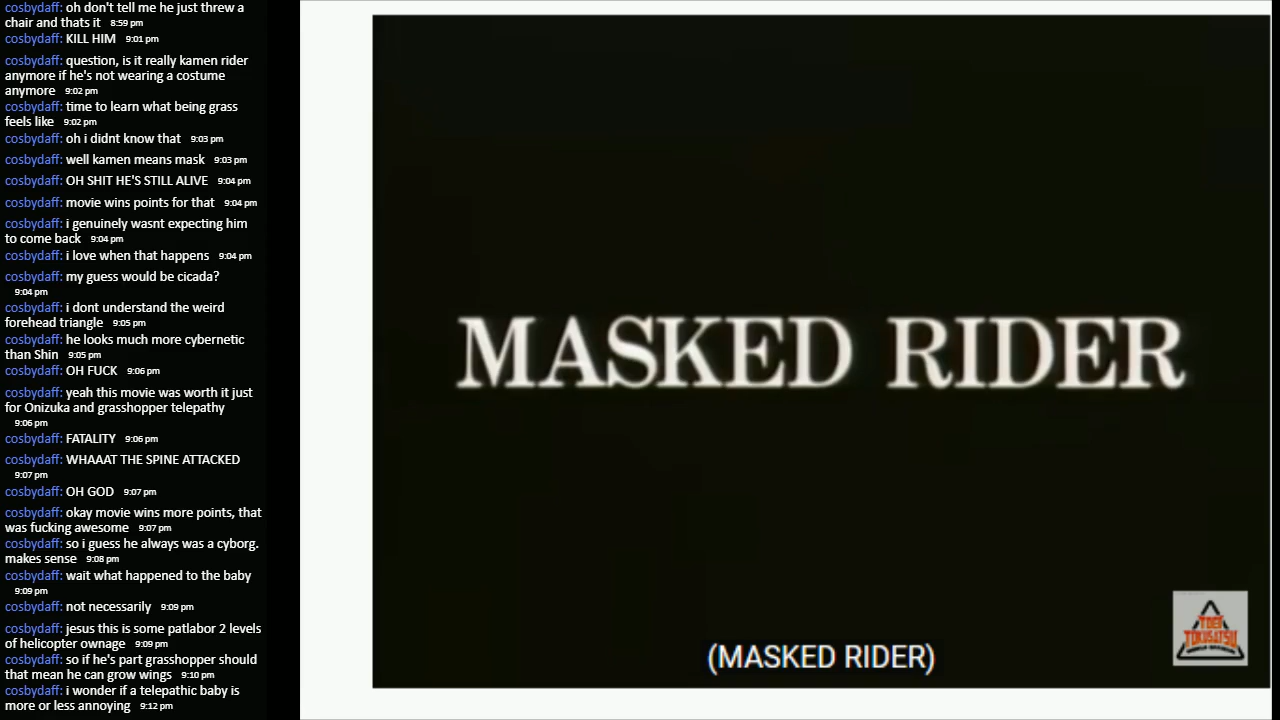 cosbydaff: oh don't tell me he just threw a
chair and thats it 8:59 pm
cosbydaff: KILL HIM 9:01 pm
cosbydaff: question, is it really kamen rider
anymore if he's not wearing a costume
anymore 9:02 pm
cosbydaff: time to learn what being grass
feels like 9:02 pm
cosbydaff: oh i didnt know that 9:03 pm
cosbydaff: well kamen means mask 9:03 pm
cosbydaff: OH SHIT HE'S STILL ALIVE 9:04 pm
cosbydaff: movie wins points for that 9:04 pm
cosbydaff: i genuinely wasnt expecting him
to come back 9:04 pm
cosbydaff: i love when that happens 9:04 pm
cosbydaff: my guess would be cicada?
9:04 pm
cosbydaff: i dont understand the weird
forehead triangle 9:05 pm
cosbydaff: he looks much more cybernetic
than Shin 9:05 pm
cosbydaff: OH FUCK 9:06 pm
cosbydaff: yeah this movie was worth it just
for Onizuka and grasshopper telepathy
9:06 pm
cosbydaff: FATALITY 9:06 pm
cosbydaff: WHAAAT THE SPINE ATTACKED
9:07 pm
cosbydaff: OH GOD 9:07 pm
cosbydaff: okay movie wins more points, that
was fucking awesome 9:07 pm
cosbydaff: so i guess he always was a cyborg.
makes sense 9:08 pm
cosbydaff: wait what happened to the baby
9:09 pm
cosbydaff: not necessarily 9:09 pm
cosbydaff: jesus this is some patlabor 2 levels
of helicopter ownage 9:09 pm
cosbydaff: so if he's part grasshopper should
that mean he can grow wings 9:10 pm
cosbydaff: i wonder if a telepathic baby is
more or less annoying 9:12 pm
MASKED RIDER
(MASKED RIDER)
TOEI
TOKUSATSU